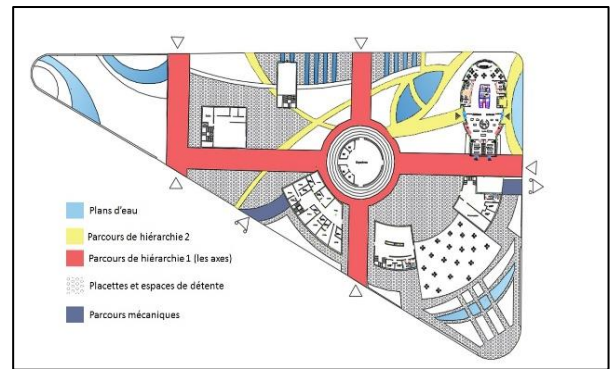 Plans d'eau
Parcours de hiérarchie 2
Parcours de hiérarchie 1 (les axes)
Placettes et espaces de détente
Parcours mécaniques